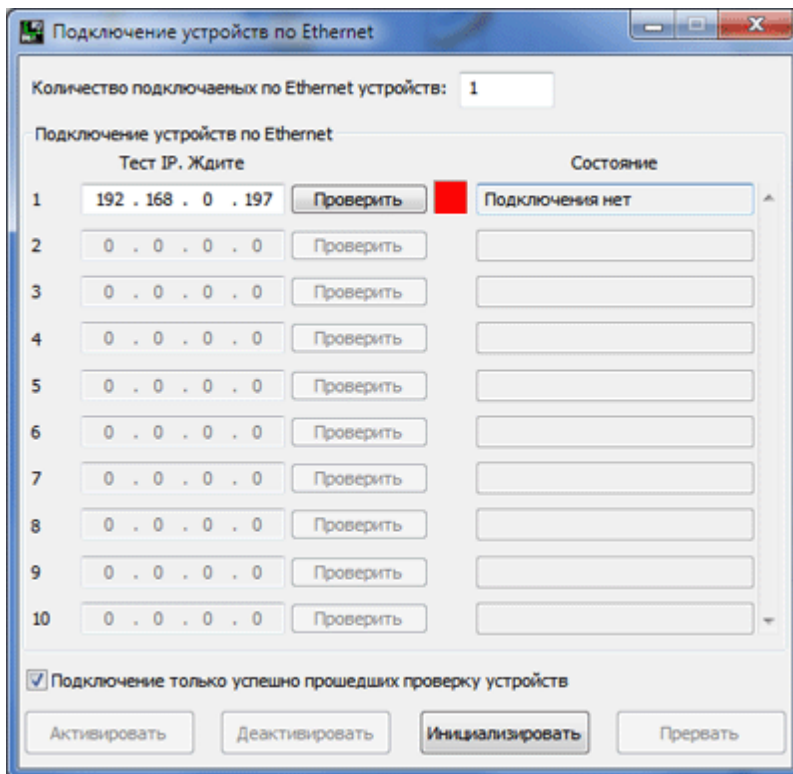 Подключение устройств по Ethernet
Количество подключаемых по Ethernet устройств: 1
Подключение устройств по Ethernet
Тест IP. Ждите Состояние
1 192 . 168 . 0 . 197 Проверить Подключения нет
2 0 . 0 . 0 . 0 Проверить
3 0 . 0 . 0 . 0 Проверить
4 0 . 0 . 0 . 0 Проверить
5 0 . 0 . 0 . 0 Проверить
6 0 . 0 . 0 . 0 Проверить
7 0 . 0 . 0 . 0 Проверить
8 0 . 0 . 0 . 0 Проверить
9 0 . 0 . 0 . 0 Проверить
10 0 . 0 . 0 . 0 Проверить
Подключение только успешно прошедших проверку устройств
Активировать Деактивировать Инициализировать Прервать